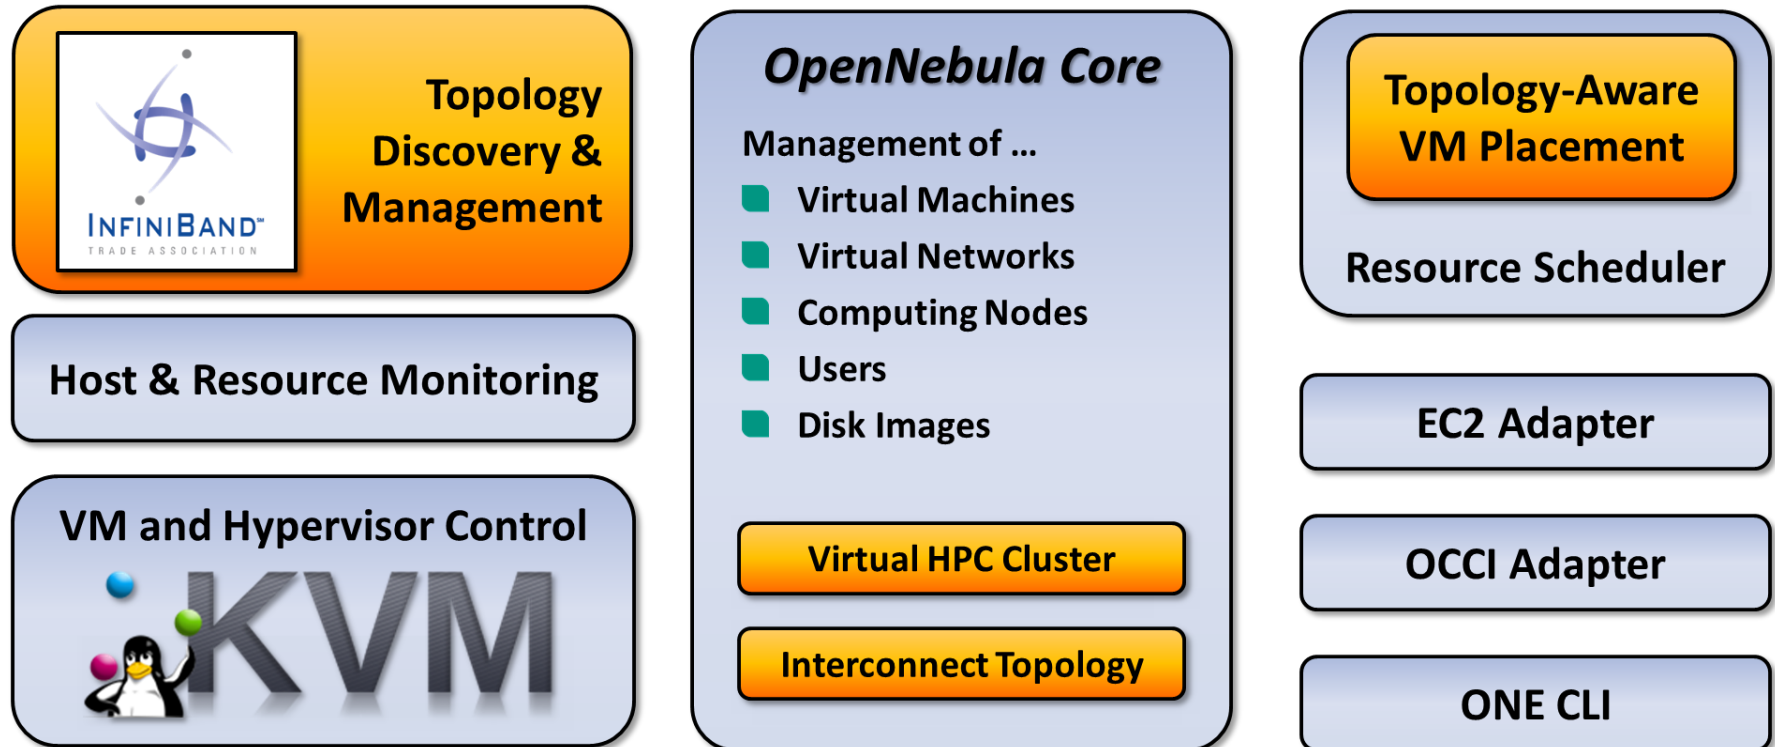 INFINIBAND℠
TRADE ASSOCIATION
Topology
Discovery &
Management
Host & Resource Monitoring
VM and Hypervisor Control
KVM
OpenNebula Core
Management of ...
Virtual Machines
Virtual Networks
Computing Nodes
Users
Disk Images
Virtual HPC Cluster
Interconnect Topology
Topology-Aware
VM Placement
Resource Scheduler
EC2 Adapter
OCCI Adapter
ONE CLI